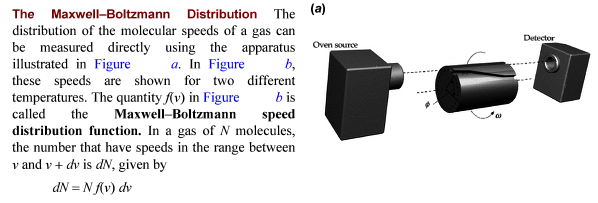 The Maxwell–Boltzmann Distribution The
distribution of the molecular speeds of a gas can
be measured directly using the apparatus
illustrated in Figure a. In Figure b,
these speeds are shown for two different
temperatures. The quantity f(v) in Figure b is
called the Maxwell–Boltzmann speed
distribution function. In a gas of N molecules,
the number that have speeds in the range between
v and v + dv is dN, given by
dN = N f(v) dv
(a)
Oven source
Detector
ϕ
ω